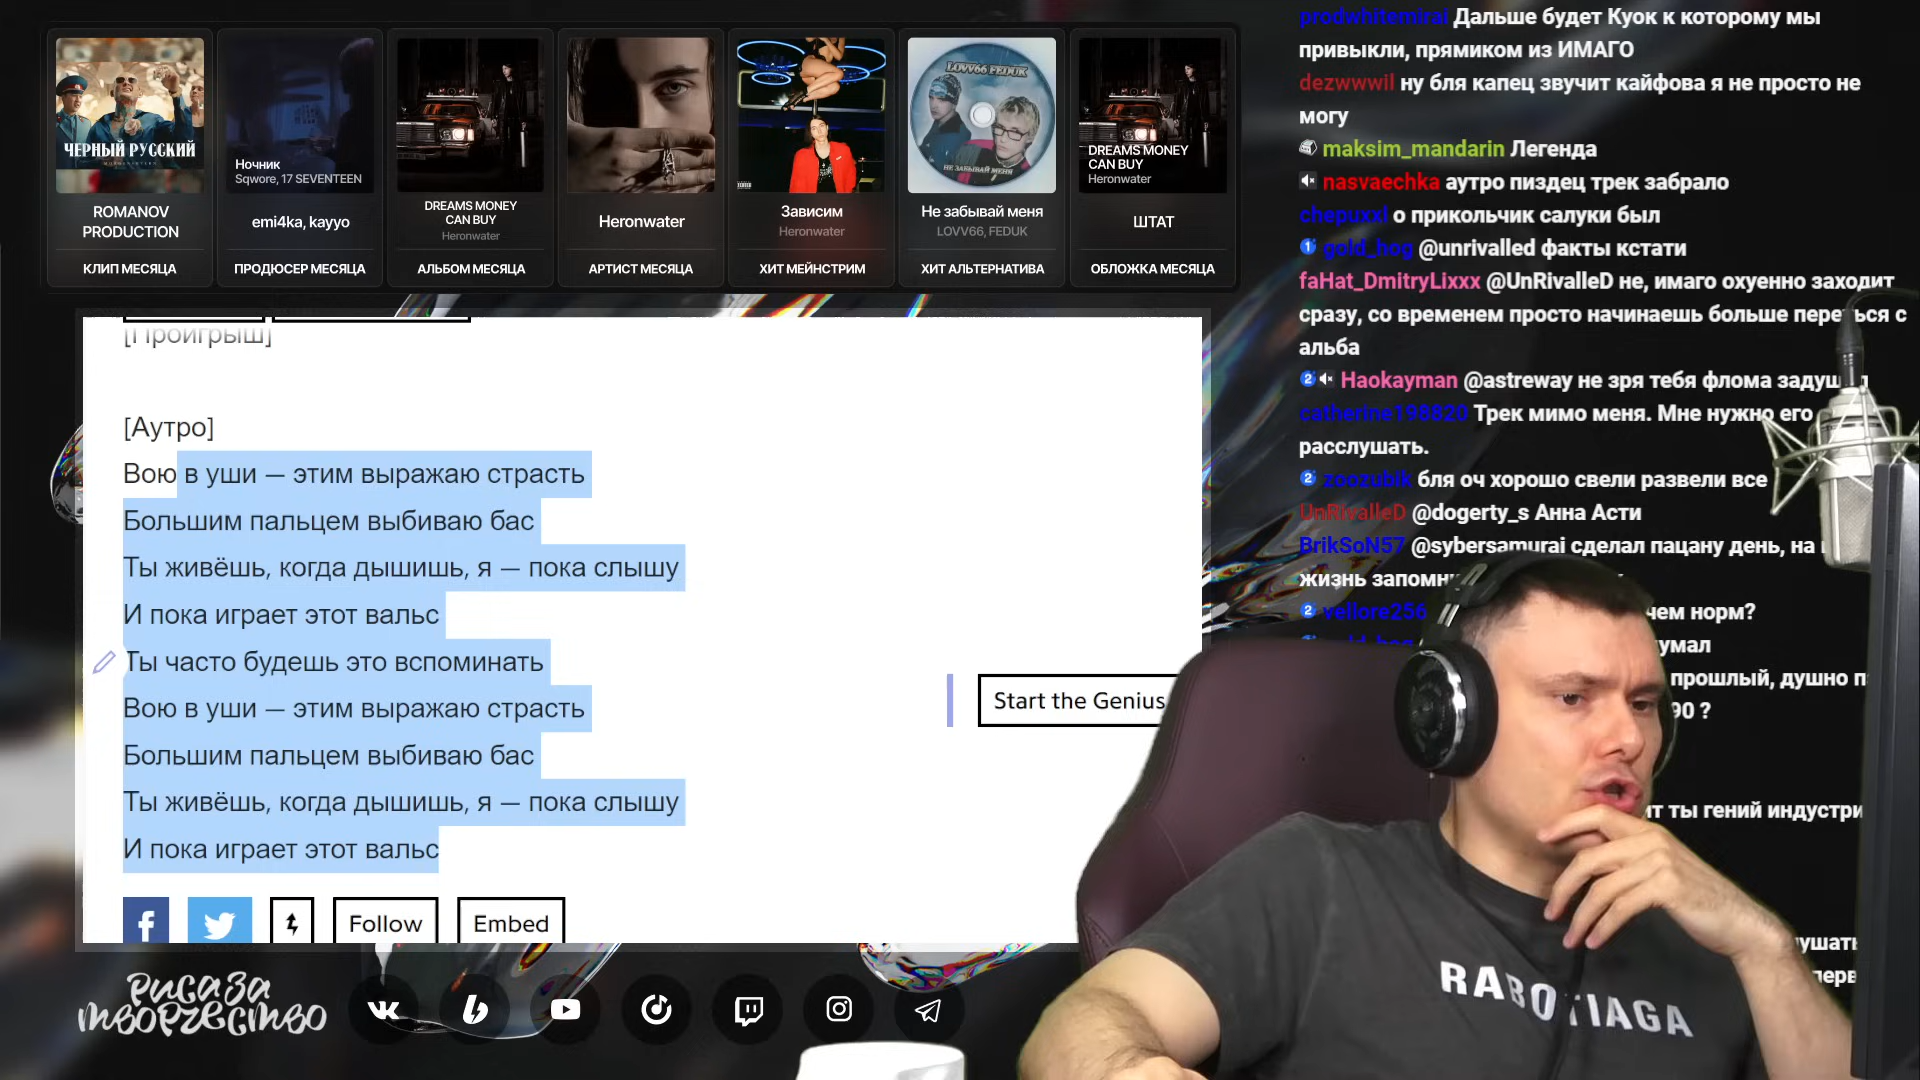 ЧЕРНЫЙ РУССКИЙ
ROMANOV
PRODUCTION
КЛИП МЕСЯЦА
Ночник
Sqwore, 17 SEVENTEEN
emi4ka, kayyo
ПРОДЮСЕР МЕСЯЦА
DREAMS MONEY
CAN BUY
Heronwater
АЛЬБОМ МЕСЯЦА
Heronwater
АРТИСТ МЕСЯЦА
Зависим
Heronwater
ХИТ МЕЙНСТРИМ
LOVV66 FEDUK
НЕ ЗАБЫВАЙ МЕНЯ
Не забывай меня
LOVV66, FEDUK
ХИТ АЛЬТЕРНАТИВА
DREAMS MONEY
CAN BUY
Heronwater
ШТАТ
ОБЛОЖКА МЕСЯЦА
[Проигрыш]
[Аутро]
Вою в уши — этим выражаю страсть
Большим пальцем выбиваю бас
Ты живёшь, когда дышишь, я — пока слышу
И пока играет этот вальс
Ты часто будешь это вспоминать
Вою в уши — этим выражаю страсть
Большим пальцем выбиваю бас
Ты живёшь, когда дышишь, я — пока слышу
И пока играет этот вальс
Start the Genius
Follow
Embed
рисаза
творчество
prodwhitemirai Дальше будет Куок к которому мы
привыкли, прямиком из ИМАГО
dezwwwil ну бля капец звучит кайфова я не просто не
могу
maksim_mandarin Легенда
nasvaechka аутро пиздец трек забрало
chepuxxl о прикольчик салуки был
gold_hog @unrivalled факты кстати
faHat_DmitryLixxx @UnRivalleD не, имаго охуенно заходит
сразу, со временем просто начинаешь больше с
альба
Haokayman @astreway не зря тебя флома
catherine198820 Трек мимо меня. Мне нужно его
расслушать.
zoozubik бля оч хорошо свели развели все
UnRivalleD @dogerty_s Анна Асти
BrikSoN57 @sybersamurai сделал пацану день, на
жизнь
vellore256 чем норм?
прошлый, душно
90 ?
ты гений
RABOTIAGA